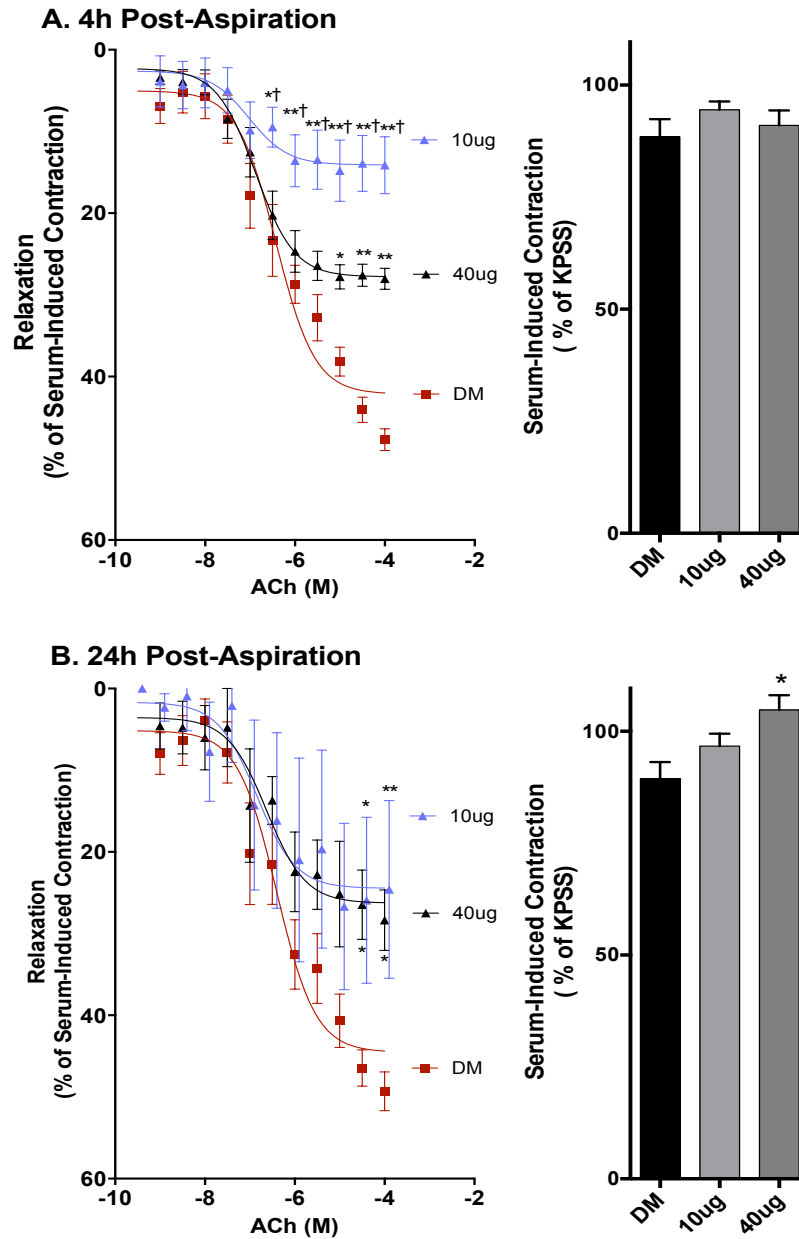 A. 4h Post-Aspiration
0
20
40
60
Relaxation
(% of Serum-Induced Contraction)
*†
**†
**†
**†
**†
**†
10ug
*
**
**
40ug
DM
-10
-8
-6
-4
-2
ACh (M)
100
50
0
Serum-Induced Contraction
( % of KPSS)
DM
10ug
40ug
B. 24h Post-Aspiration
0
20
40
60
Relaxation
(% of Serum-Induced Contraction)
*
**
10ug
40ug
*
*
DM
-10
-8
-6
-4
-2
ACh (M)
*
100
50
0
Serum-Induced Contraction
( % of KPSS)
DM
10ug
40ug